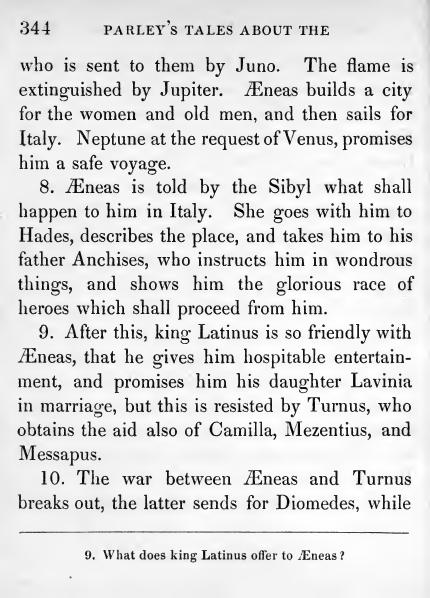 344 PARLEY'S TALES ABOUT THE
who is sent to them by Juno. The flame is
extinguished by Jupiter. Æneas builds a city
for the women and old men, and then sails for
Italy. Neptune at the request of Venus, promises
him a safe voyage.
8. Æneas is told by the Sibyl what shall
happen to him in Italy. She goes with him to
Hades, describes the place, and takes him to his
father Anchises, who instructs him in wondrous
things, and shows him the glorious race of
heroes which shall proceed from him.
9. After this, king Latinus is so friendly with
Æneas, that he gives him hospitable entertain-
ment, and promises him his daughter Lavinia
in marriage, but this is resisted by Turnus, who
obtains the aid also of Camilla, Mezentius, and
Messapus.
10. The war between Æneas and Turnus
breaks out, the latter sends for Diomedes, while
9. What does king Latinus offer to Æneas?